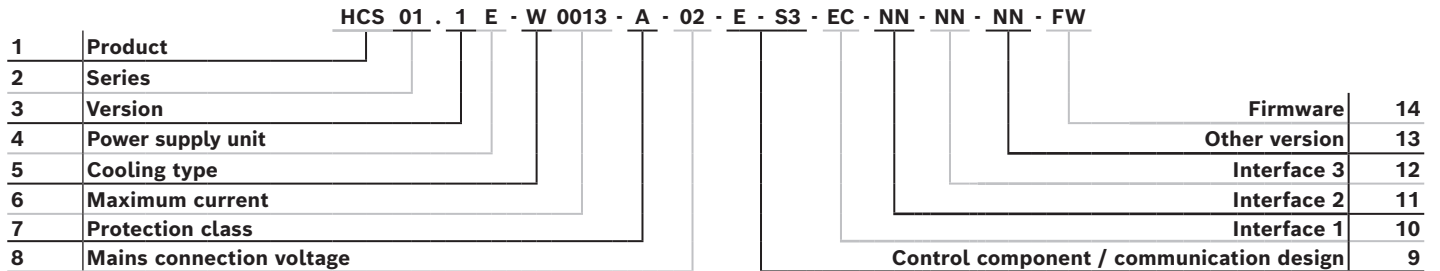 HCS 01 . 1 E - W 0013 - A - 02 - E - S3 - EC - NN - NN - NN - FW
1 Product
2 Series
3 Version
Firmware 14
4 Power supply unit
Other version 13
5 Cooling type
Interface 3 12
6 Maximum current
Interface 2 11
7 Protection class
Interface 1 10
8 Mains connection voltage
Control component / communication design 9